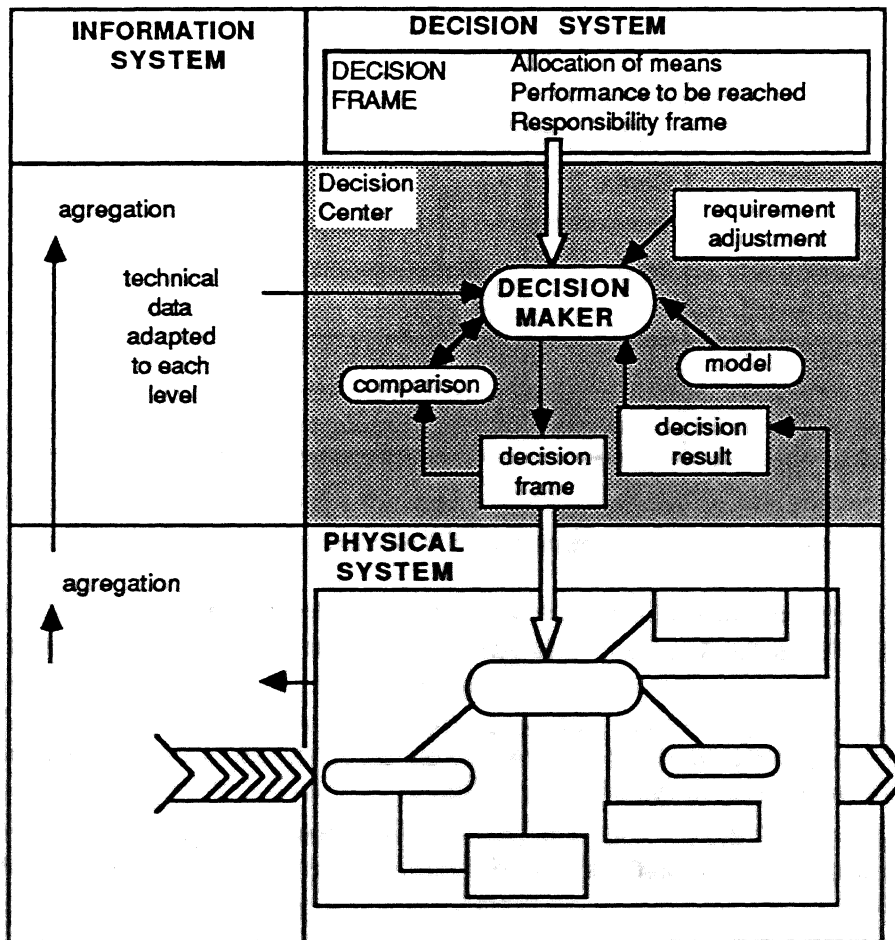 INFORMATION
SYSTEM
DECISION SYSTEM
DECISION
FRAME
Allocation of means
Performance to be reached
Responsibility frame
agregation
technical
data
adapted
to each
level
Decision
Center
requirement
adjustment
DECISION
MAKER
comparison
model
decision
frame
decision
result
agregation
PHYSICAL
SYSTEM